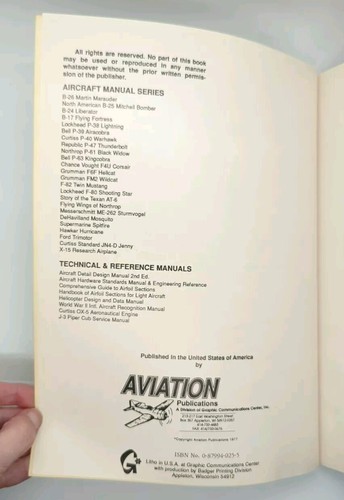 All rights are reserved. No part of this book
may be used or reproduced in any manner
whatsoever without the prior written permis-
sion of the publisher.
AIRCRAFT MANUAL SERIES
B-26 Martin Marauder
North American B-25 Mitchell Bomber
B-24 Liberator
B-17 Flying Fortress
Lockheed P-38 Lightning
Bell P-39 Airacobra
Curtiss P-40 Warhawk
Republic P-47 Thunderbolt
Northrop P-61 Black Widow
Bell P-63 Kingcobra
Chance Vought F4U Corsair
Grumman F6F Hellcat
Grumman FM2 Wildcat
F-82 Twin Mustang
Lockheed F-80 Shooting Star
Story of the Texan AT-6
Flying Wings of Northrop
Messerschmitt ME-262 Sturmvogel
DeHavilland Mosquito
Supermarine Spitfire
Hawker Hurricane
Ford Trimotor
Curtiss Standard JN4-D Jenny
X-15 Research Airplane
TECHNICAL & REFERENCE MANUALS
Aircraft Detail Design Manual 2nd Ed.
Aircraft Hardware Standards Manual & Engineering Reference
Comprehensive Guide to Airfoil Sections
Handbook of Airfoil Sections for Light Aircraft
Helicopter Design and Data Manual
World War II Inf. Aircraft Recognition Manual
Curtiss OX-5 Aeronautical Engine
J-3 Piper Cub Service Manual
Published in the United States of America
by
AVIATION
Publications
A Division of Graphic Communications Center, Inc.
Appleton, WI
Copyright Aviation Publications 1977
ISBN No. 0-87994-025-5
Litho in U.S.A. at Graphic Communications Center
with production by Badger Printing Division
Appleton, Wisconsin 54912